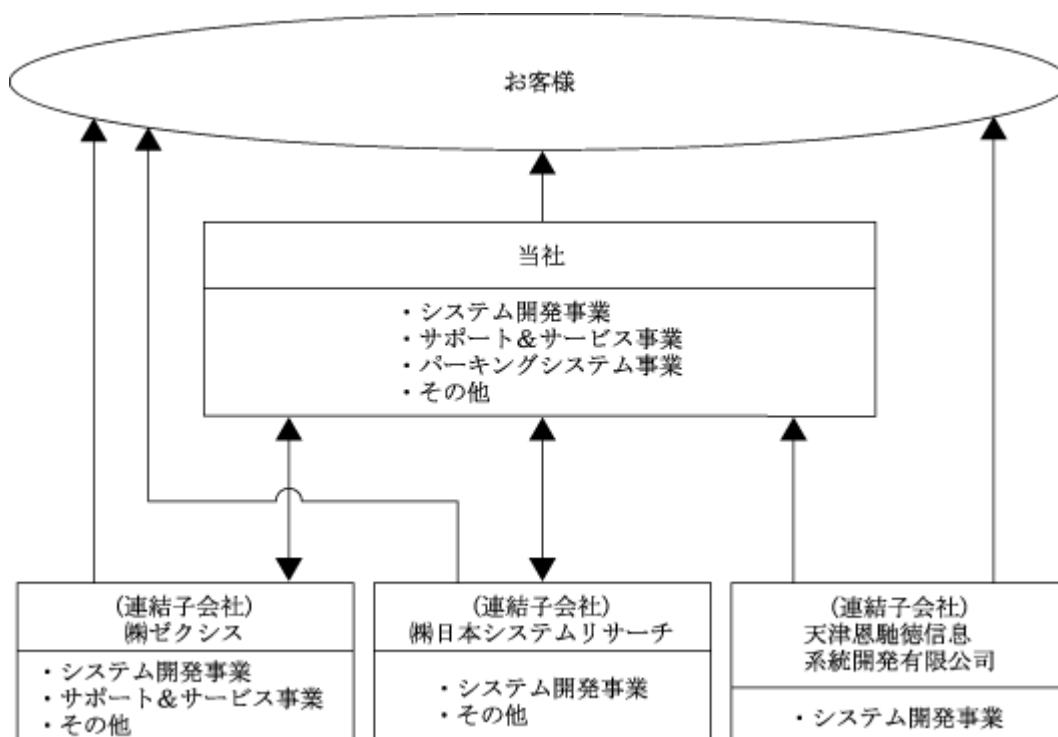 お客様
当社
・システム開発事業
・サポート＆サービス事業
・パーキングシステム事業
・その他
(連結子会社)
㈱ゼクシス
・システム開発事業
・サポート＆サービス事業
・その他
(連結子会社)
㈱日本システムリサーチ
・システム開発事業
・その他
(連結子会社)
天津恩馳徳信息
系統開発有限公司
・システム開発事業